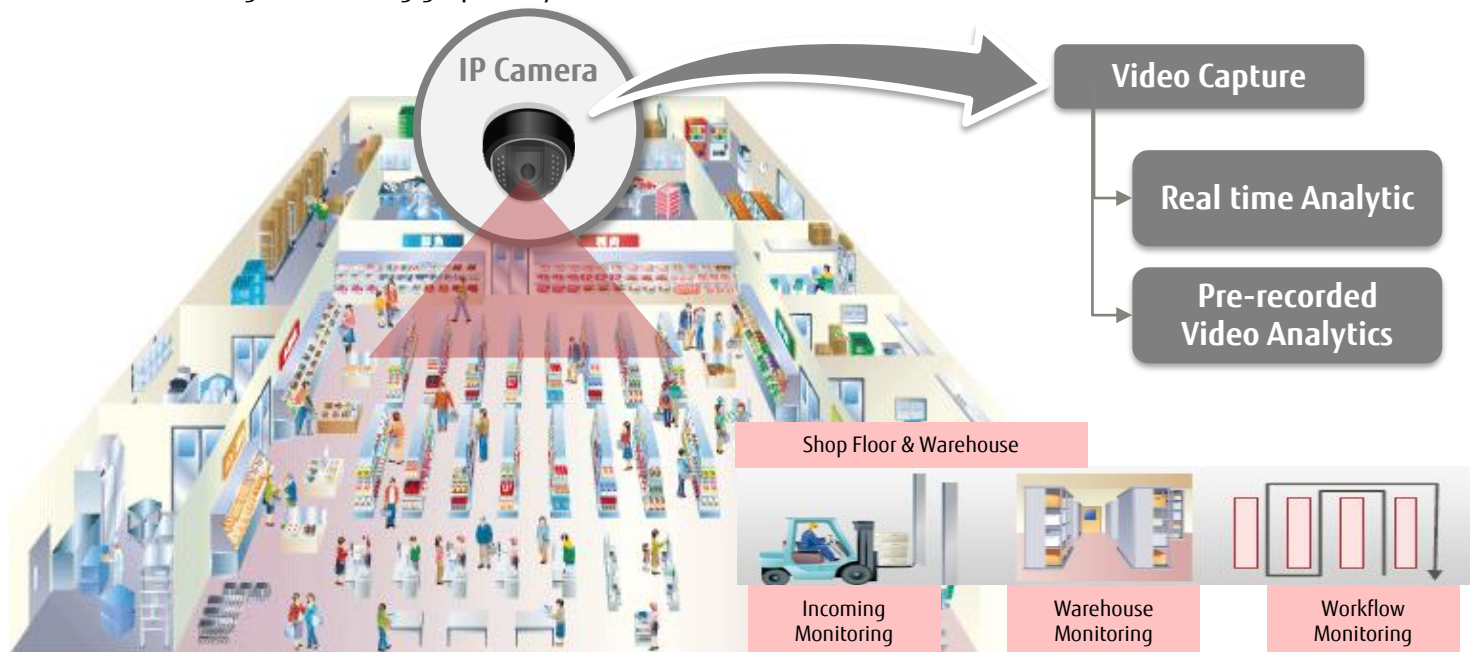 IP Camera
Video Capture
Real time Analytic
Pre-recorded
Video Analytics
Shop Floor & Warehouse
Incoming
Monitoring
Warehouse
Monitoring
Workflow
Monitoring